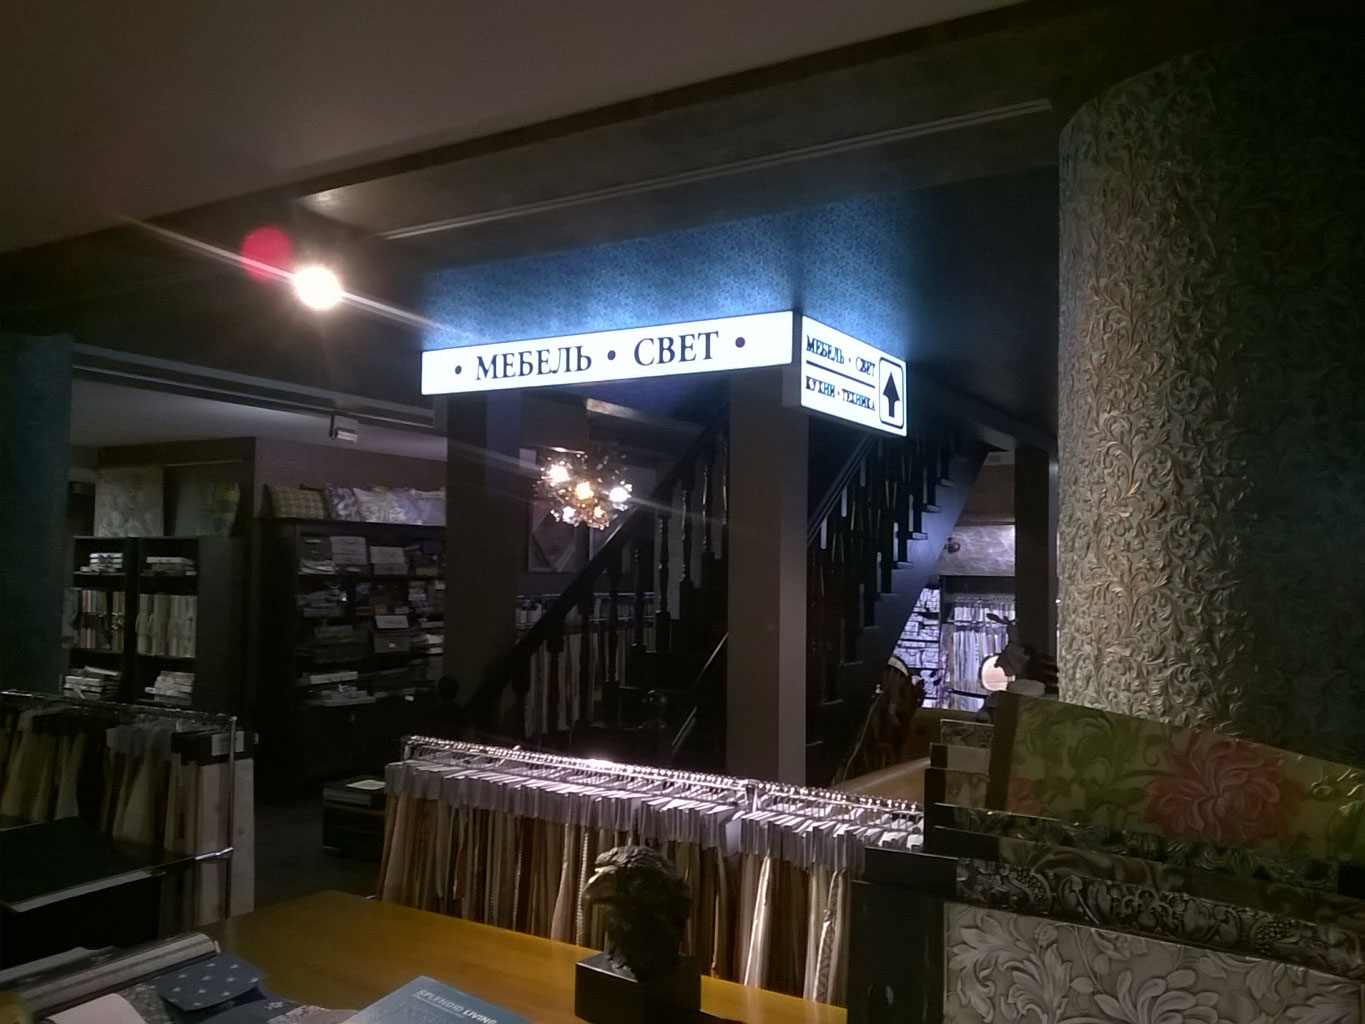 • МЕБЕЛЬ • СВЕТ •
МЕБЕЛЬ • СВЕТ
КУХНИ • ТЕХНИКА
SPLENDID LIVING